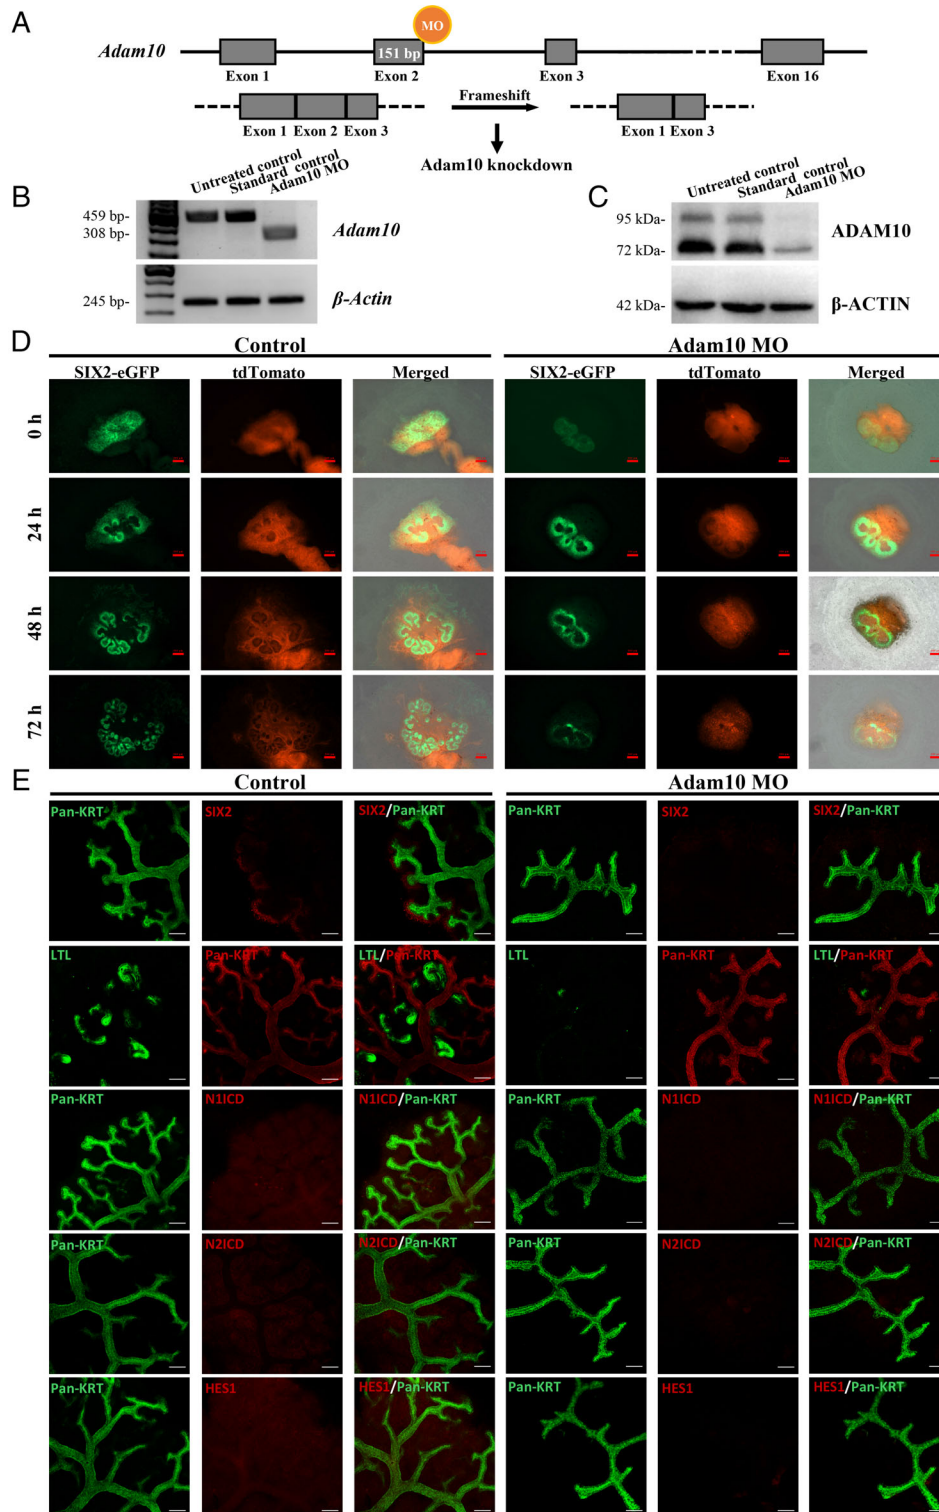 A
MO
Adam10
151 bp
Exon 1
Exon 2
Exon 3
Exon 16
Frameshift
Exon 1 Exon 2 Exon 3
Exon 1 Exon 3
Adam10 knockdown
B
Untreated control
Standard control
Adam10 MO
459 bp-
308 bp-
Adam10
245 bp-
β-Actin
C
Untreated control
Standard control
Adam10 MO
95 kDa-
72 kDa-
ADAM10
42 kDa-
β-ACTIN
D
Control
Adam10 MO
SIX2-eGFP tdTomato Merged SIX2-eGFP tdTomato Merged
0 h
24 h
48 h
72 h
E
Control
Adam10 MO
Pan-KRT SIX2 SIX2/Pan-KRT Pan-KRT SIX2 SIX2/Pan-KRT
LTL Pan-KRT LTL/Pan-KRT LTL Pan-KRT LTL/Pan-KRT
Pan-KRT N1ICD N1ICD/Pan-KRT Pan-KRT N1ICD N1ICD/Pan-KRT
Pan-KRT N2ICD N2ICD/Pan-KRT Pan-KRT N2ICD N2ICD/Pan-KRT
Pan-KRT HES1 HES1/Pan-KRT Pan-KRT HES1 HES1/Pan-KRT